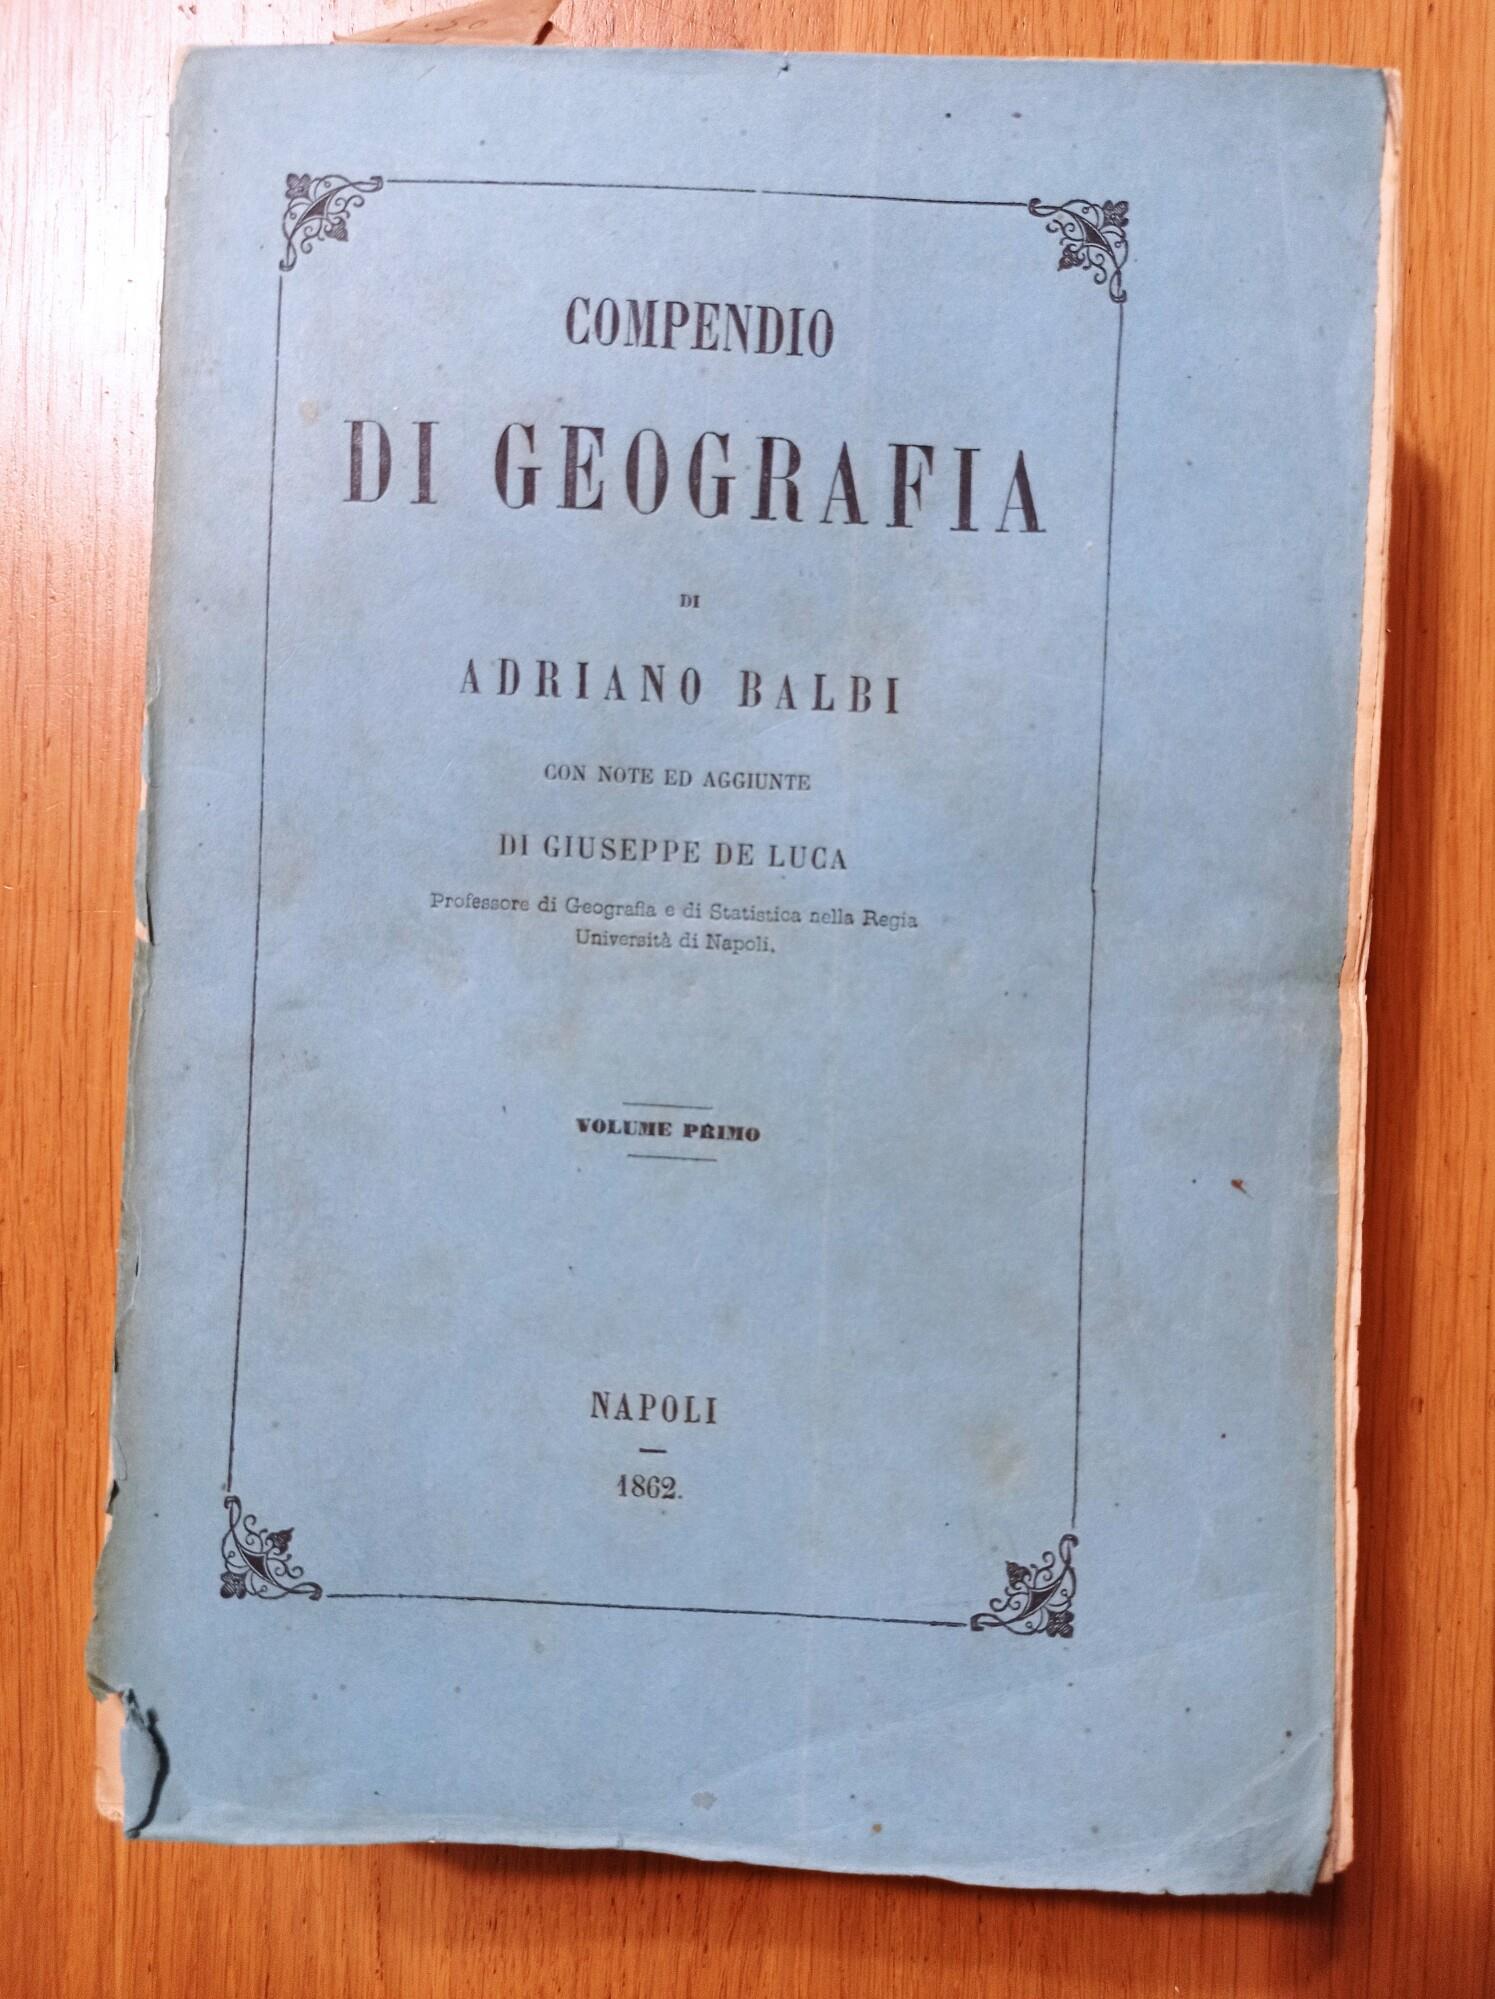 COMPENDIO
DI GEOGRAFIA
DI
ADRIANO BALBI
CON NOTE ED AGGIUNTE
DI GIUSEPPE DE LUCA
Professore di Geografia e di Statistica nella Regia
Università di Napoli.
VOLUME PRIMO
NAPOLI
1862.